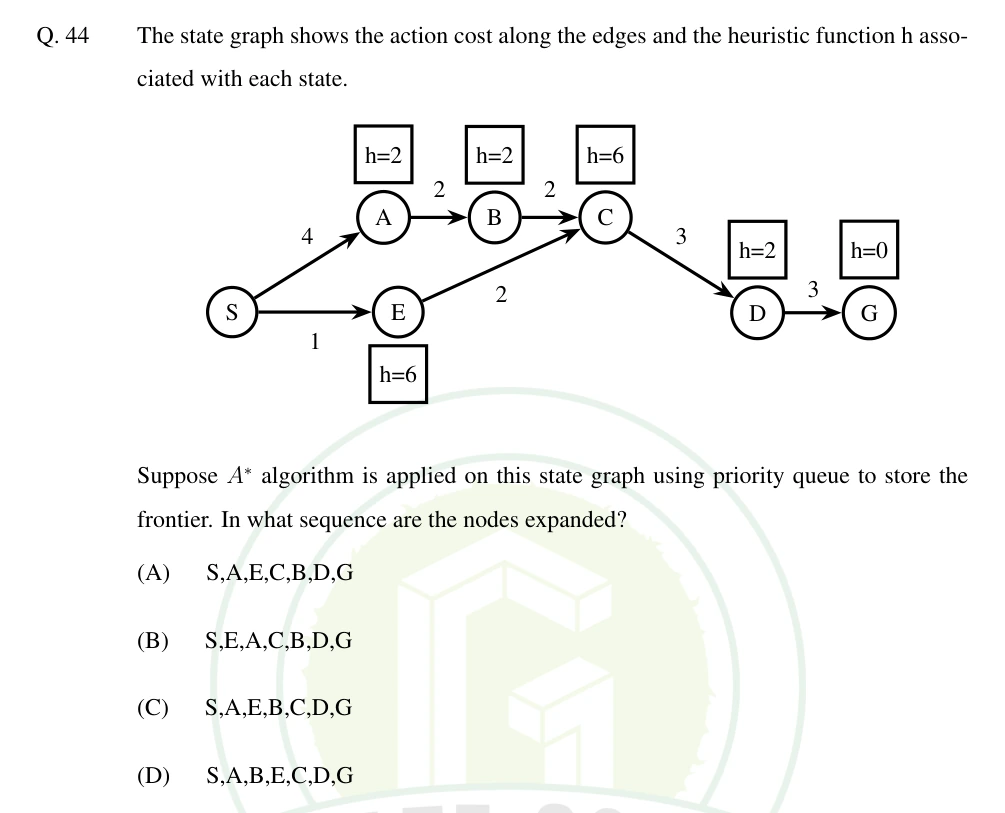 Q. 44 The state graph shows the action cost along the edges and the heuristic function h asso-
ciated with each state.
h=2 h=2 h=6
2 2
A B C
4 3
h=2 h=0
2 3
S E D G
1
h=6
Suppose A* algorithm is applied on this state graph using priority queue to store the
frontier. In what sequence are the nodes expanded?
(A) S,A,E,C,B,D,G
(B) S,E,A,C,B,D,G
(C) S,A,E,B,C,D,G
(D) S,A,B,E,C,D,G